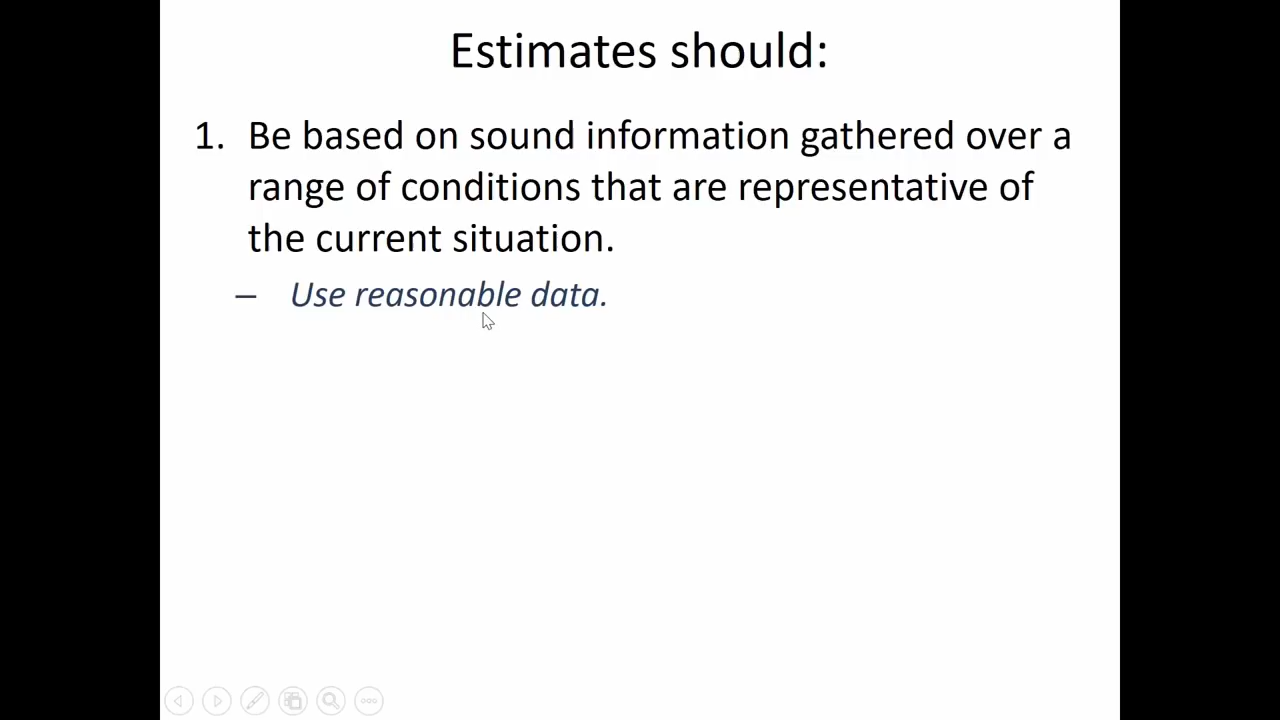 Estimates should:
1. Be based on sound information gathered over a
range of conditions that are representative of
the current situation.
– Use reasonable data.